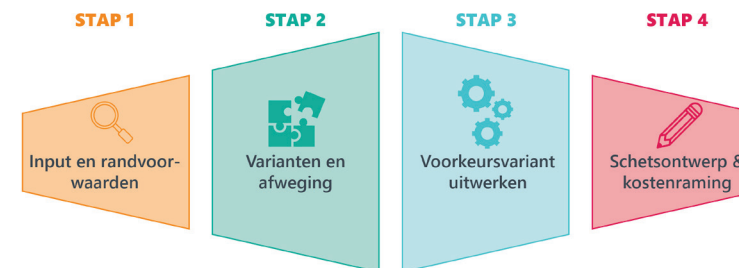 STAP 1
Input en randvoor-
waarden
STAP 2
Varianten en
afweging
STAP 3
Voorkeursvariant
uitwerken
STAP 4
Schetsontwerp &
kostenraming